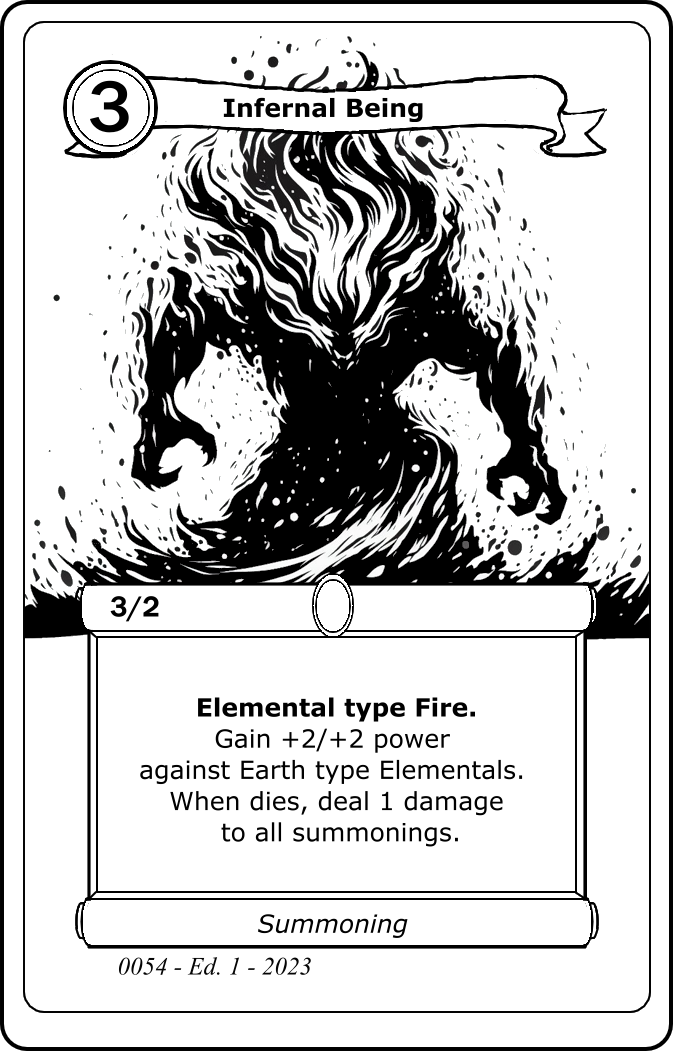 3
Infernal Being
3/2
Elemental type Fire.
Gain +2/+2 power
against Earth type Elementals.
When dies, deal 1 damage
to all summonings.
Summoning
0054 - Ed. 1 - 2023